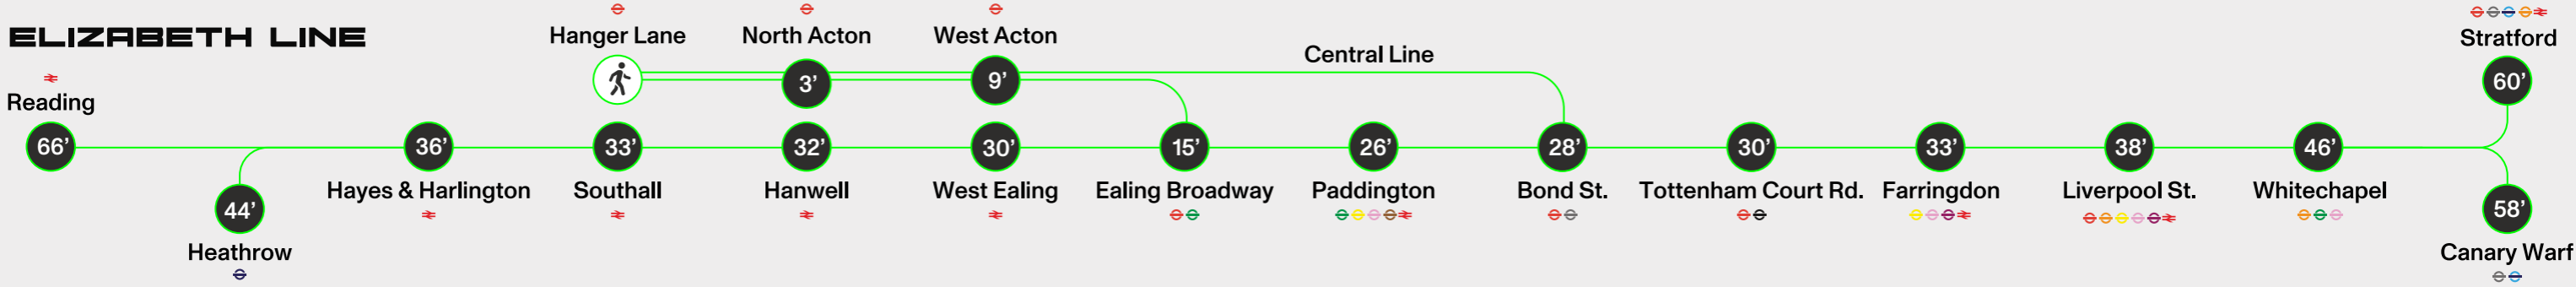 ELIZABETH LINE
Hanger Lane
North Acton
3’
West Acton
9’
Central Line
Stratford
60’
Reading
66’
Heathrow
44’
36’
Hayes & Harlington
33’
Southall
32’
Hanwell
30’
West Ealing
15’
Ealing Broadway
26’
Paddington
28’
Bond St.
30’
Tottenham Court Rd.
33’
Farringdon
38’
Liverpool St.
46’
Whitechapel
58’
Canary Warf